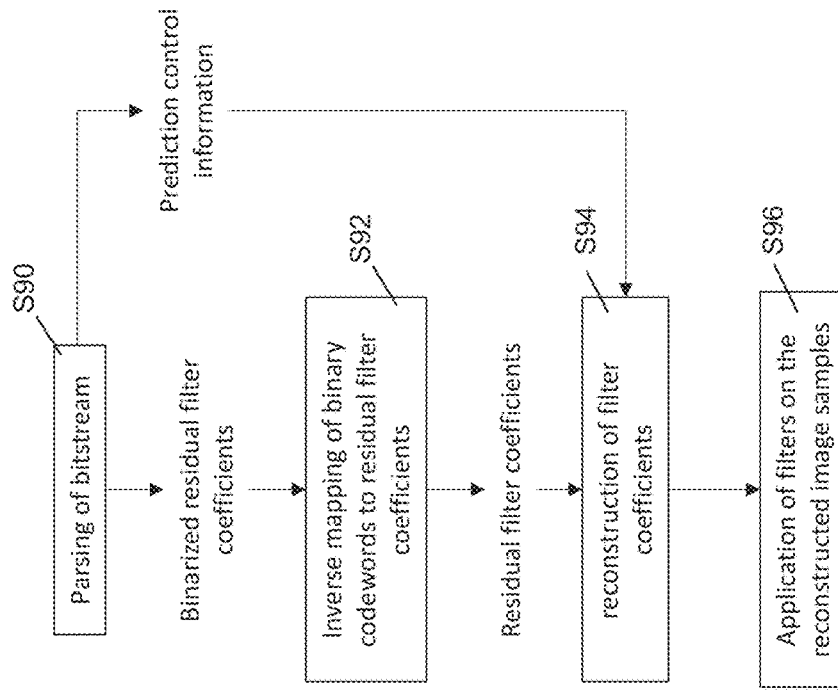 S90
Parsing of bitstream
Prediction control
information
Binarized residual filter
coefficients
S92
Inverse mapping of binary
codewords to residual filter
coefficients
Residual filter coefficients
S94
reconstruction of filter
coefficients
S96
Application of filters on the
reconstructed image samples